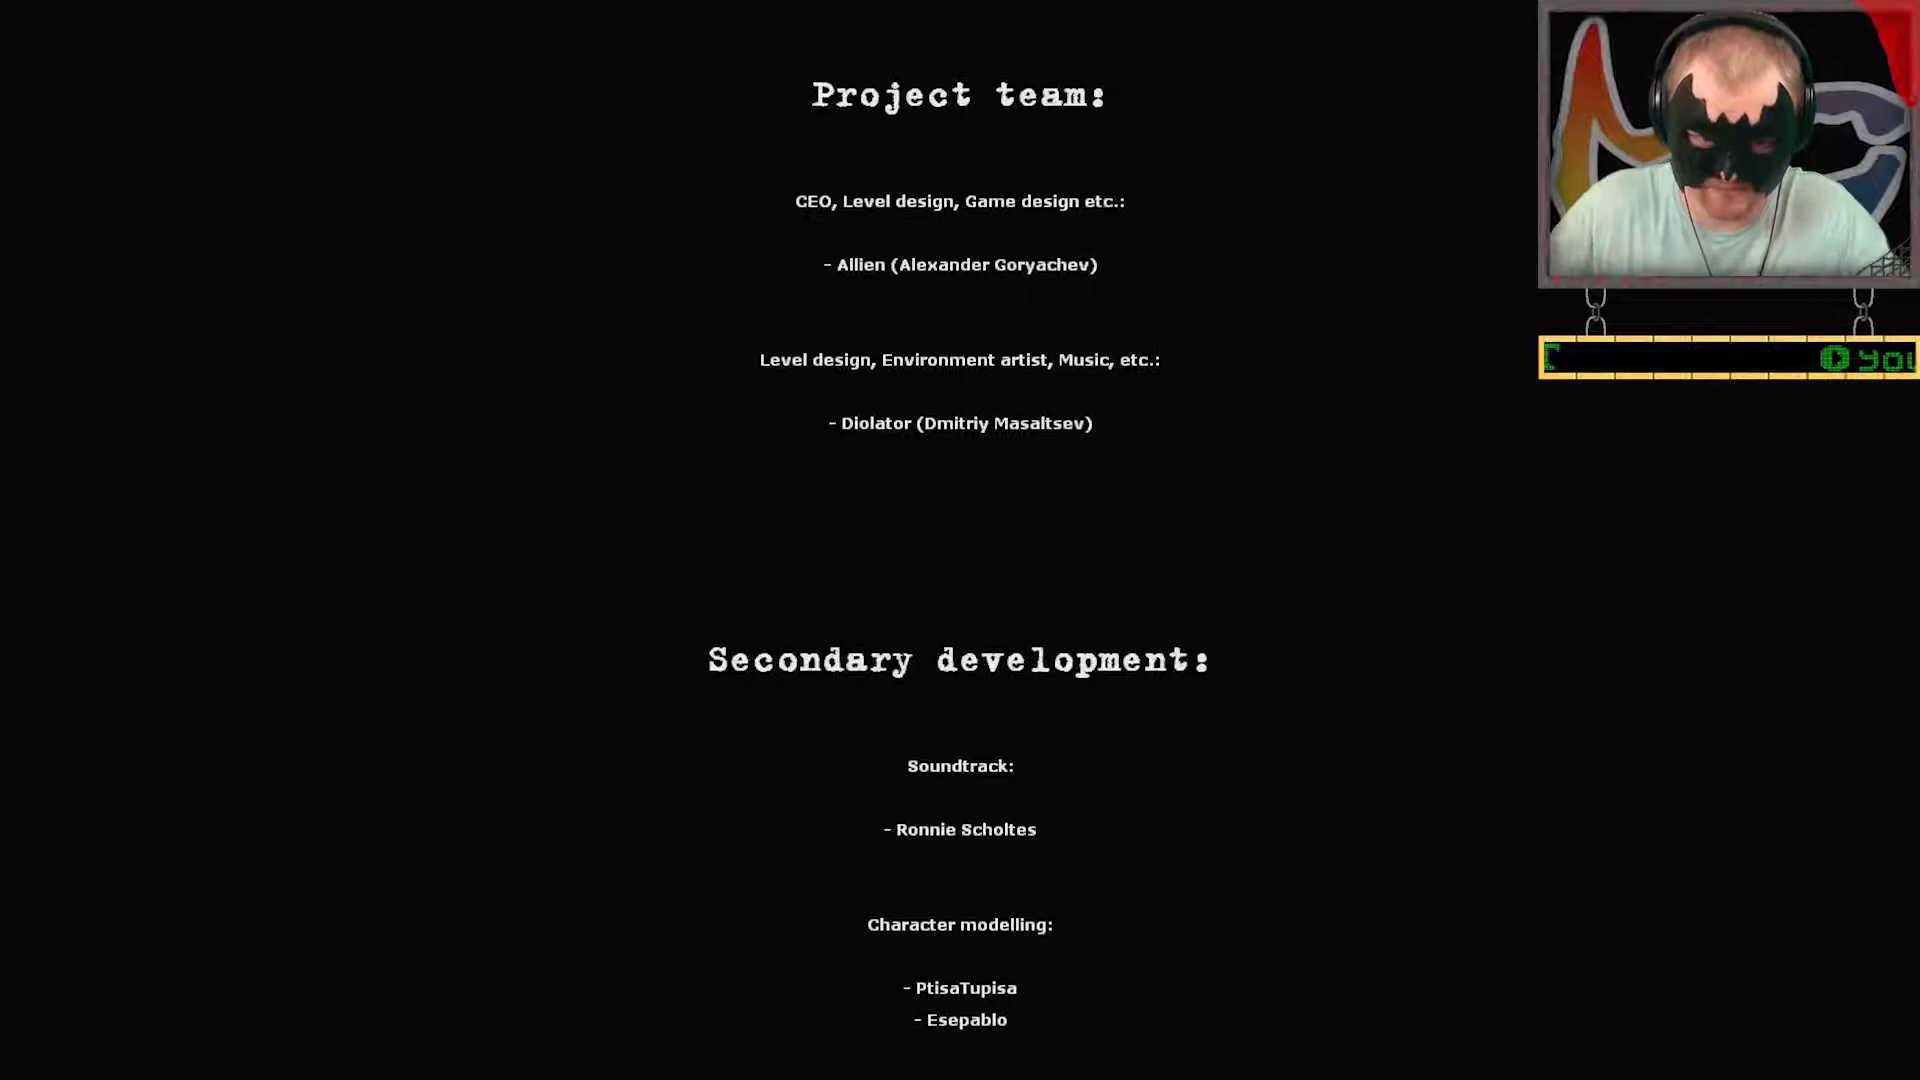 Project team:
CEO, Level design, Game design etc.:
- Allien (Alexander Goryachev)
Level design, Environment artist, Music, etc.:
- Diolator (Dmitriy Masaltsev)
Secondary development:
Soundtrack:
- Ronnie Scholtes
Character modelling:
- PtisaTupisa
- Esepablo